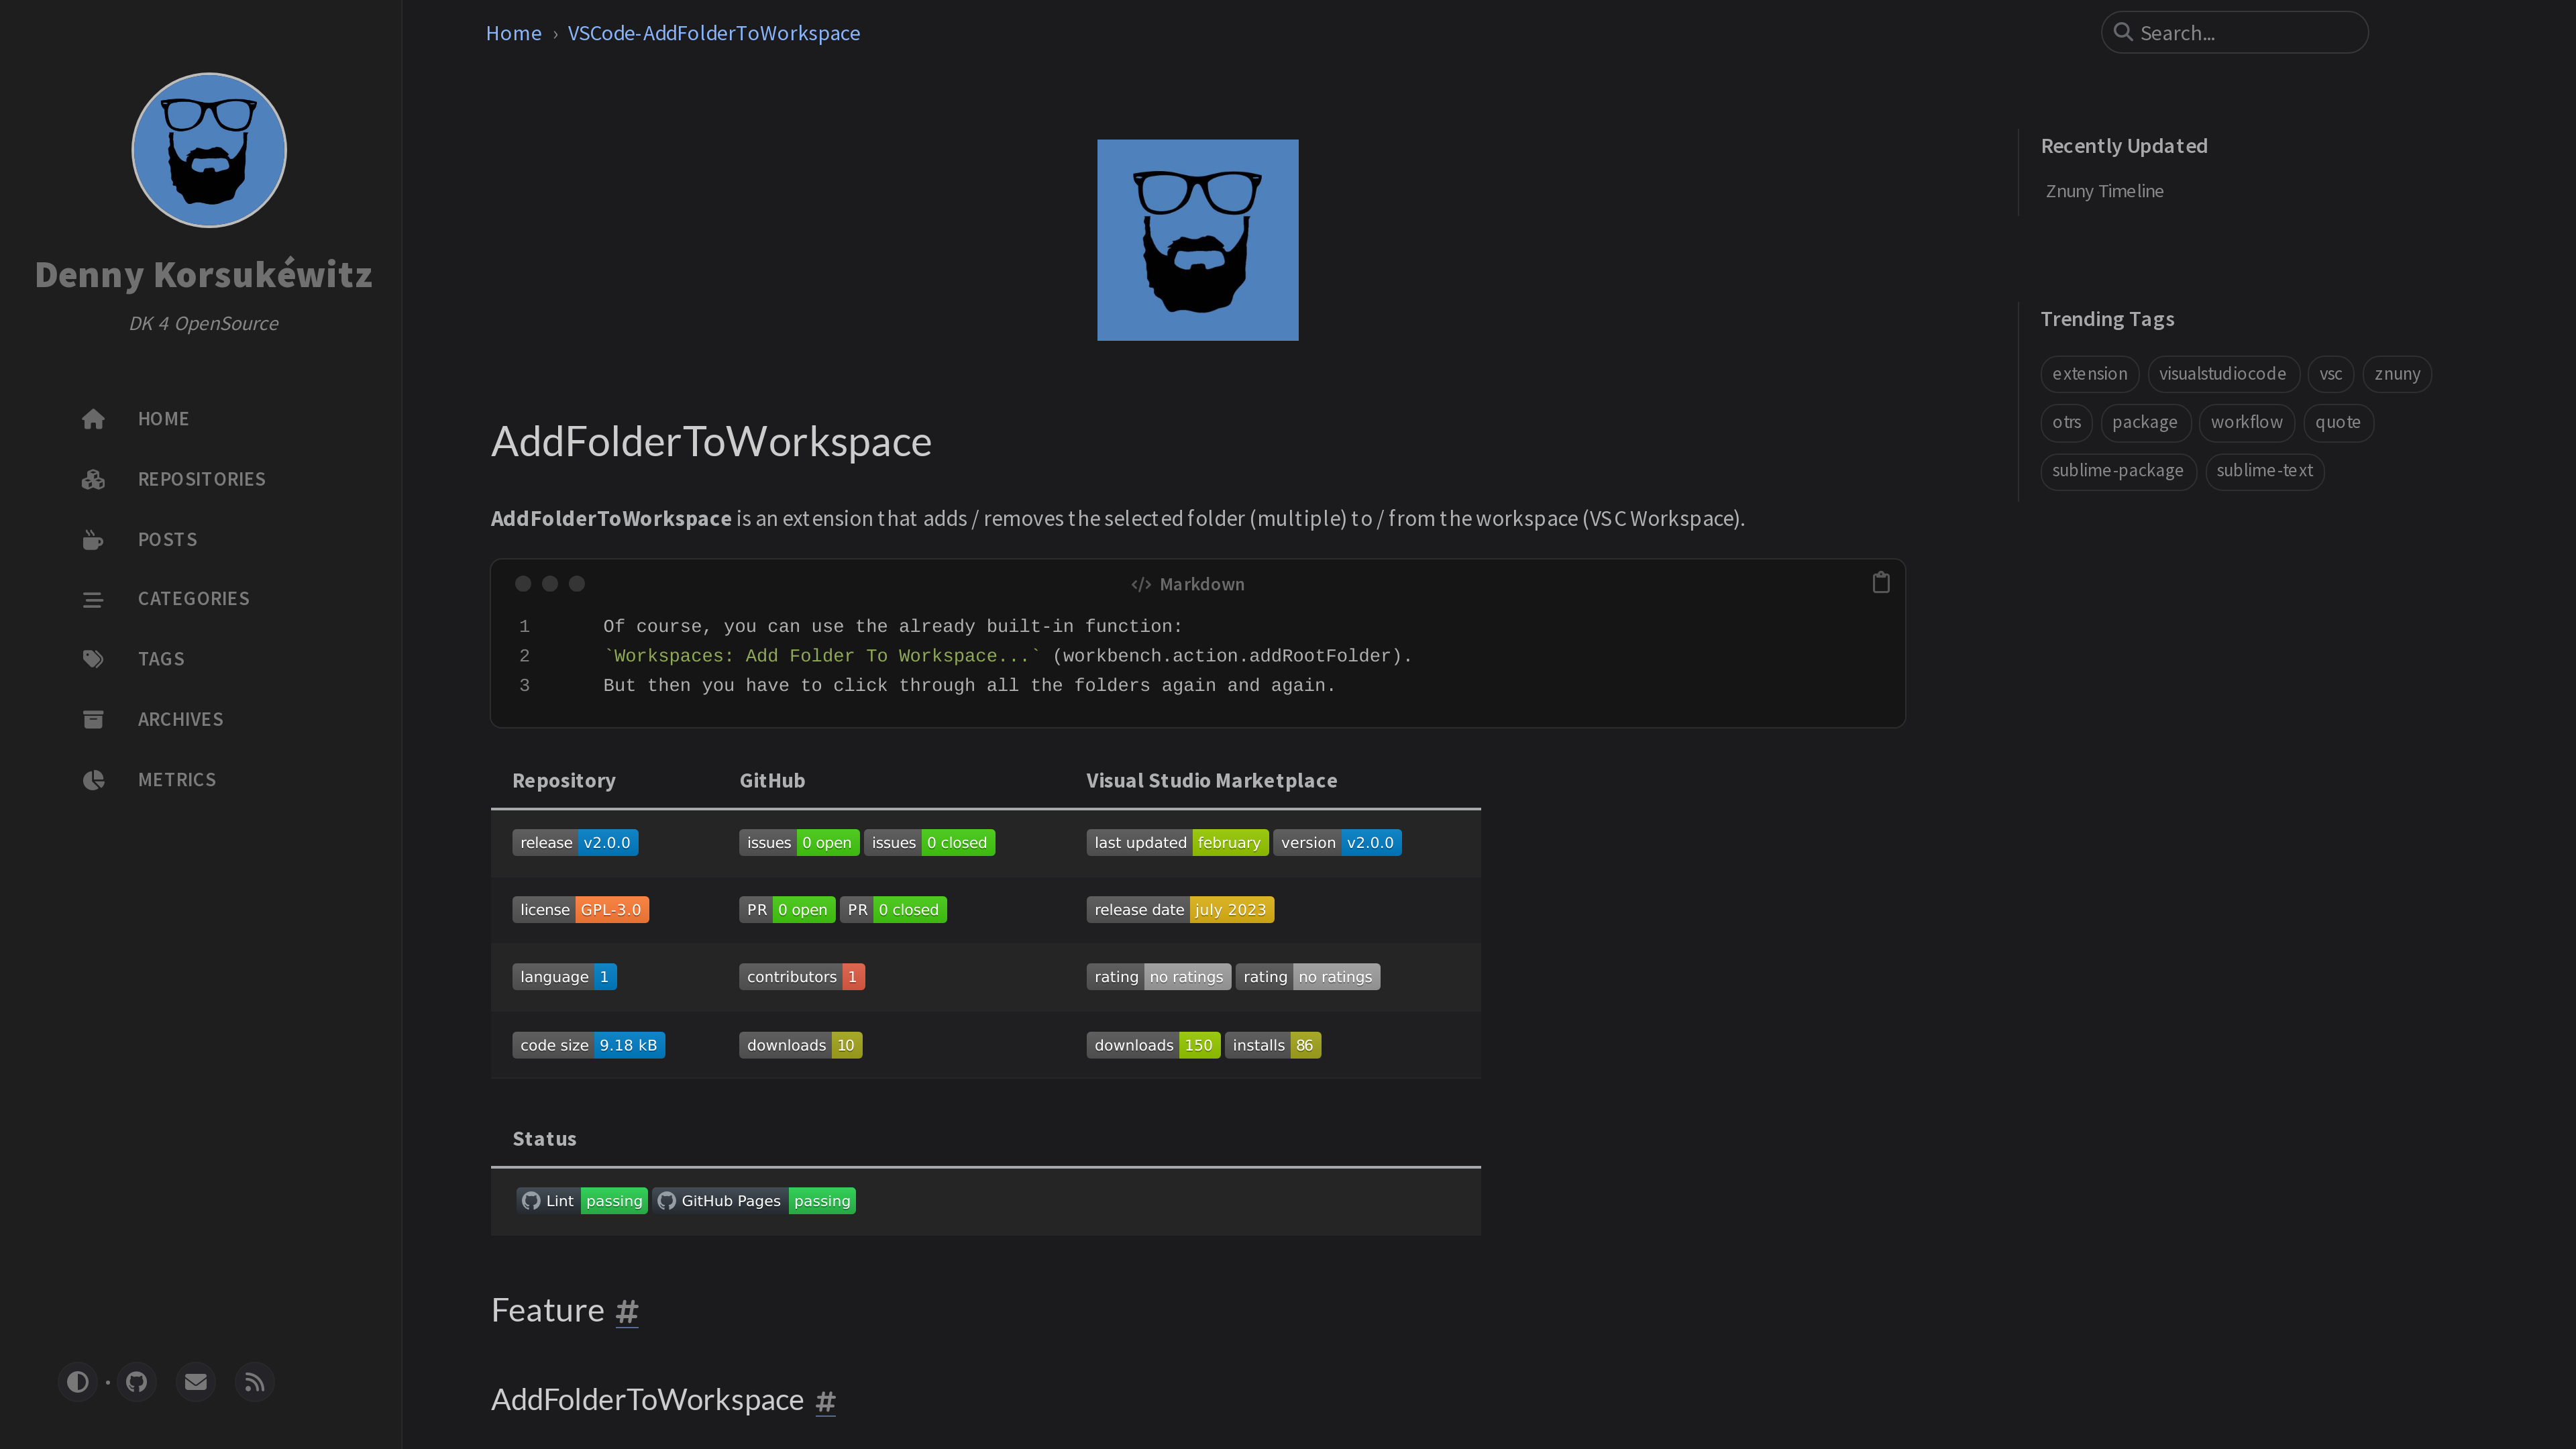 Denny Korsukéwitz
DK 4 OpenSource
HOME
REPOSITORIES
POSTS
CATEGORIES
TAGS
ARCHIVES
METRICS
Home › VSCode-AddFolderToWorkspace
Search...
AddFolderToWorkspace
AddFolderToWorkspace is an extension that adds / removes the selected folder (multiple) to / from the workspace (VSC Workspace).
Markdown
1 Of course, you can use the already built-in function:
2 `Workspaces: Add Folder To Workspace...` (workbench.action.addRootFolder).
3 But then you have to click through all the folders again and again.
Repository GitHub Visual Studio Marketplace
release v2.0.0 issues 0 open issues 0 closed last updated february version v2.0.0
license GPL-3.0 PR 0 open PR 0 closed release date july 2023
language 1 contributors 1 rating no ratings rating no ratings
code size 9.18 kB downloads 10 downloads 150 installs 86
Status
Lint passing GitHub Pages passing
Feature #
AddFolderToWorkspace #
Recently Updated
Znuny Timeline
Trending Tags
extension visualstudiocode vsc znuny
otrs package workflow quote
sublime-package sublime-text